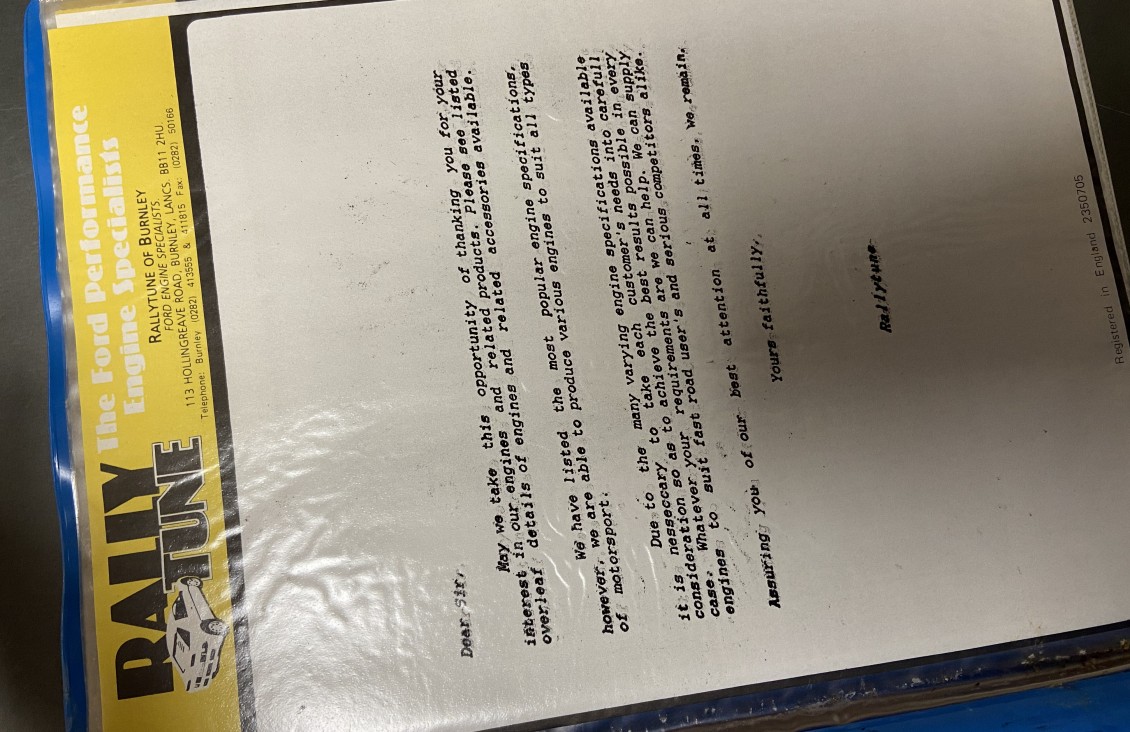 RALLY TUNE
The Ford Performance
Engine Specialists
RALLYTUNE OF BURNLEY
FORD ENGINE SPECIALISTS.
113 HOLLINGREAVE ROAD, BURNLEY, LANCS. BB11 2HU.
Telephone: Burnley (0282) 413555 & 411815 Fax: (0282) 50166
Dear Sir,
May we take this opportunity of thanking you for your
interest in our engines and related products. Please see listed
overleaf details of engines and related accessories available.
We have listed the most popular engine specifications,
however, we are able to produce various engines to suit all types
of motorsport.
Due to the many varying engine specifications available
it is nesseccary to take each customer's needs into carefull
consideration so as to achieve the best results possible in every
case. Whatever your requirements are we can help. We can supply
engines to suit fast road user's and serious competitors alike.
Assuring you of our best attention at all times, we remain,
Yours faithfully,
Rallytune
Registered in England 2350705